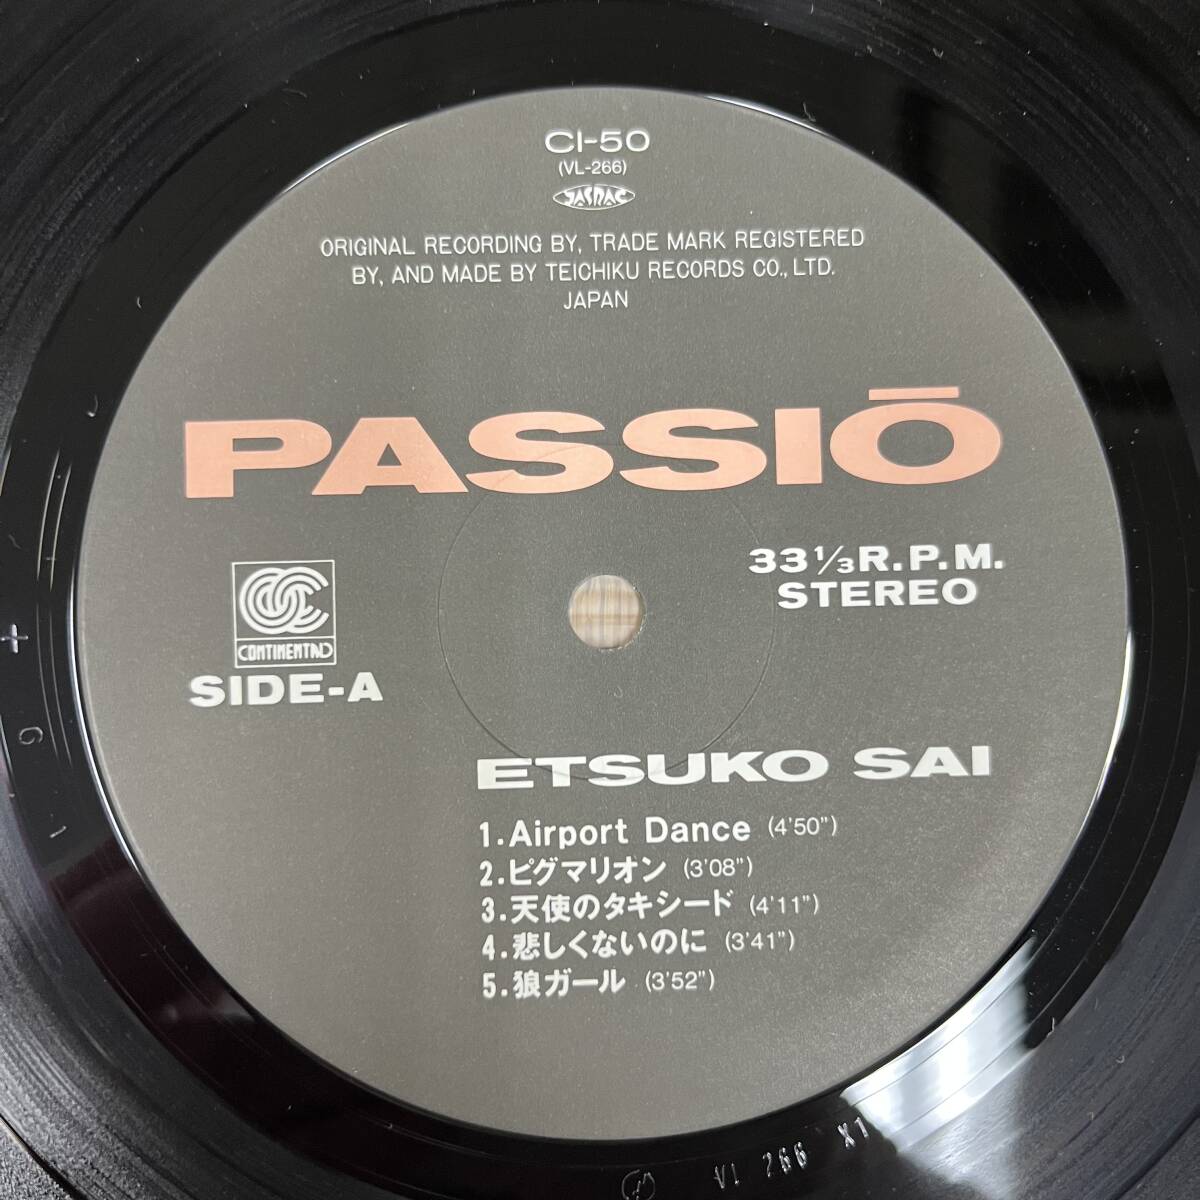 CI-50
(VL-266)
JASRAC
ORIGINAL RECORDING BY, TRADE MARK REGISTERED
BY, AND MADE BY TEICHIKU RECORDS CO., LTD.
JAPAN
PASSIŌ
33 1/3 R.P.M.
STEREO
CONTINENTAL
SIDE-A
ETSUKO SAI
1.Airport Dance (4'50")
2.ピグマリオン (3'08")
3.天使のタキシード (4'11")
4.悲しくないのに (3'41")
5.狼ガール (3'52")
VL 266 X1